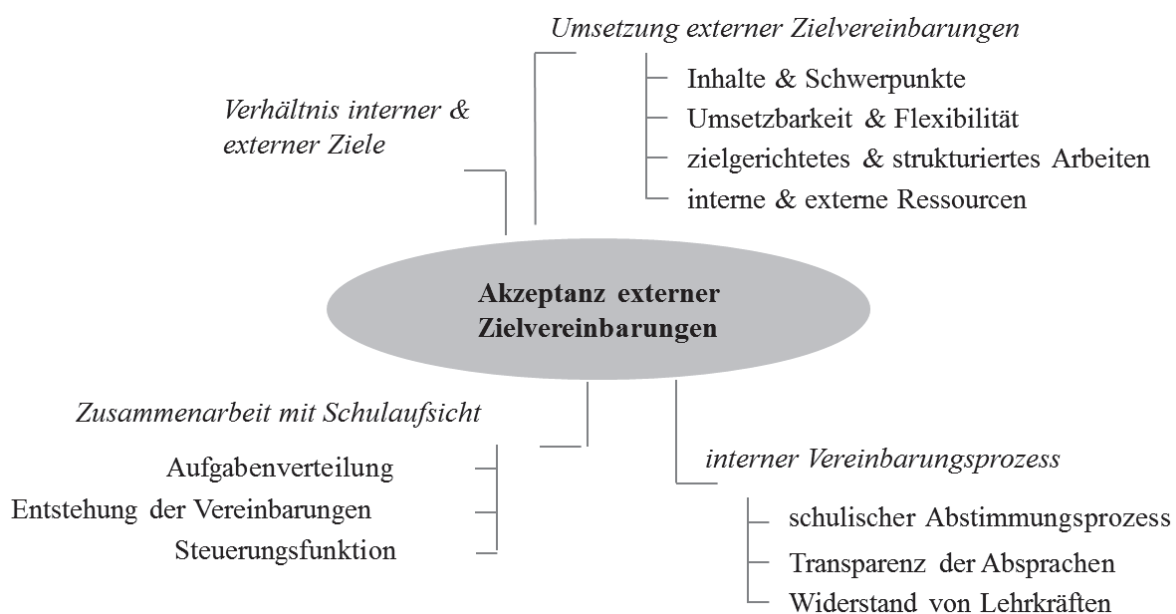 Umsetzung externer Zielvereinbarungen
Inhalte & Schwerpunkte
Umsetzbarkeit & Flexibilität
zielgerichtetes & strukturiertes Arbeiten
interne & externe Ressourcen
Verhältnis interner &
externer Ziele
Akzeptanz externer
Zielvereinbarungen
Zusammenarbeit mit Schulaufsicht
Aufgabenverteilung
Entstehung der Vereinbarungen
Steuerungsfunktion
interner Vereinbarungsprozess
schulischer Abstimmungsprozess
Transparenz der Absprachen
Widerstand von Lehrkräften